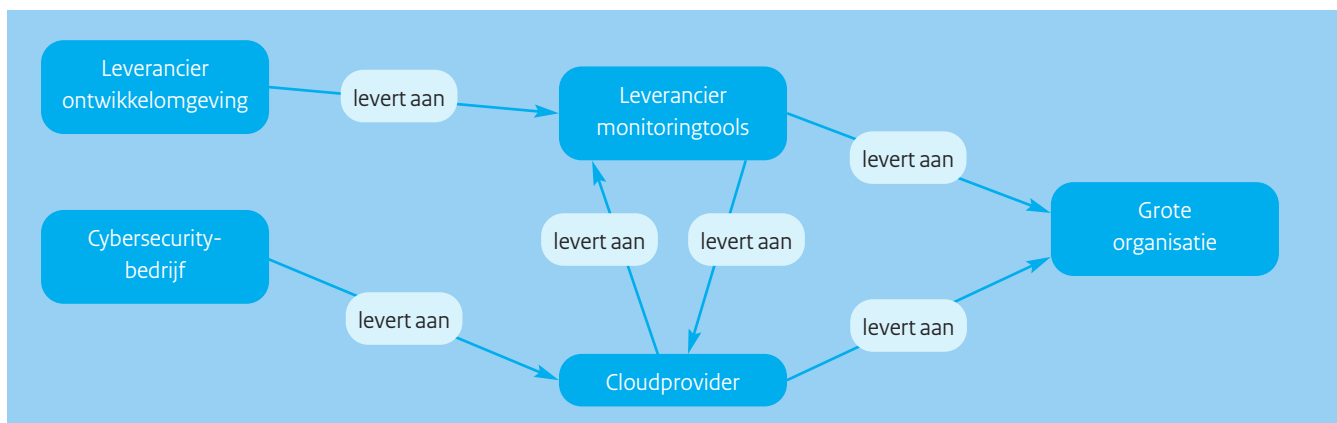 Leverancier
ontwikkelomgeving
levert aan
Leverancier
monitoringtools
levert aan
Grote
organisatie
Cybersecurity-
bedrijf
levert aan
levert aan
levert aan
levert aan
Cloudprovider